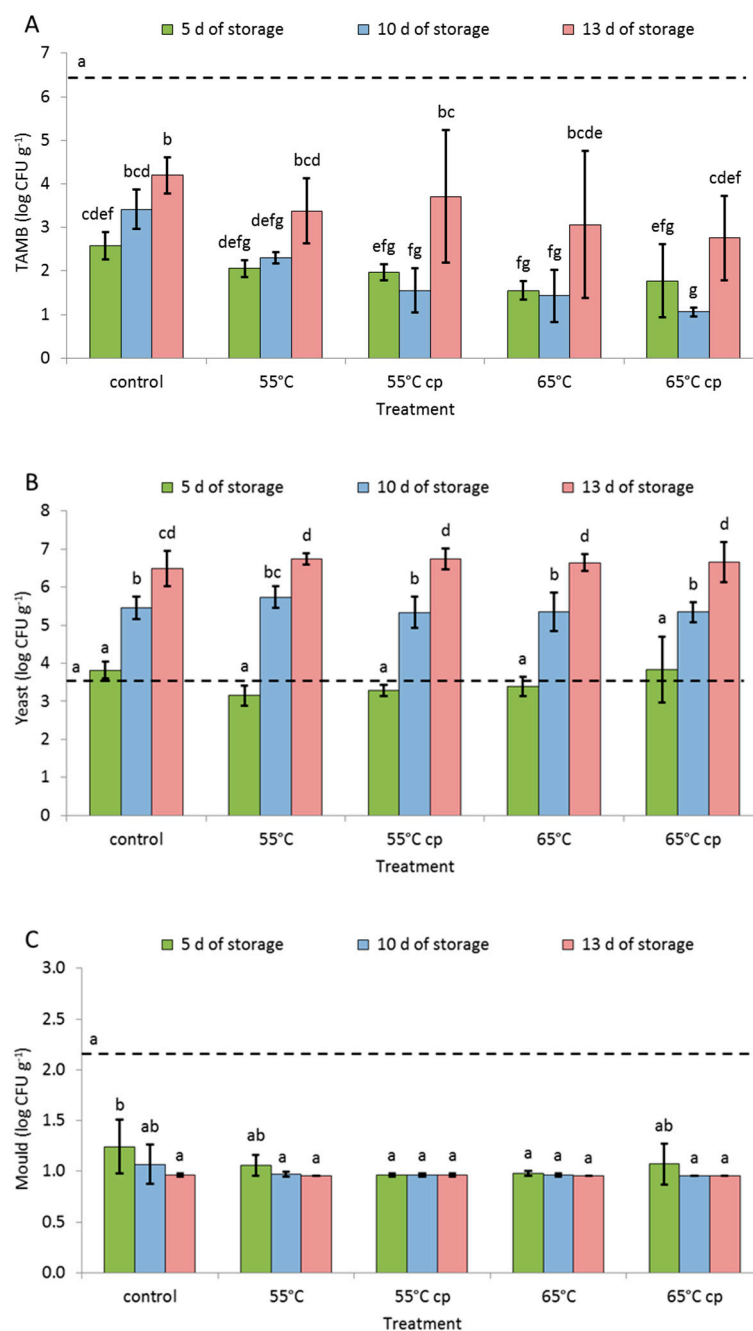 A
5 d of storage 10 d of storage 13 d of storage
7
6
5
4
3
2
1
0
TAMB (log CFU g⁻¹)
a
cdef bcd b
defg defg bcd
efg fg bc
fg fg bcde
efg g cdef
control 55°C 55°C cp 65°C 65°C cp
Treatment
B
5 d of storage 10 d of storage 13 d of storage
8
7
6
5
4
3
2
1
0
Yeast (log CFU g⁻¹)
a
a b cd
a bc d
a b d
a b d
a b d
control 55°C 55°C cp 65°C 65°C cp
Treatment
C
5 d of storage 10 d of storage 13 d of storage
3.0
2.5
2.0
1.5
1.0
0.5
0.0
Mould (log CFU g⁻¹)
a
b ab a
ab a a
a a a
a a a
ab a a
control 55°C 55°C cp 65°C 65°C cp
Treatment